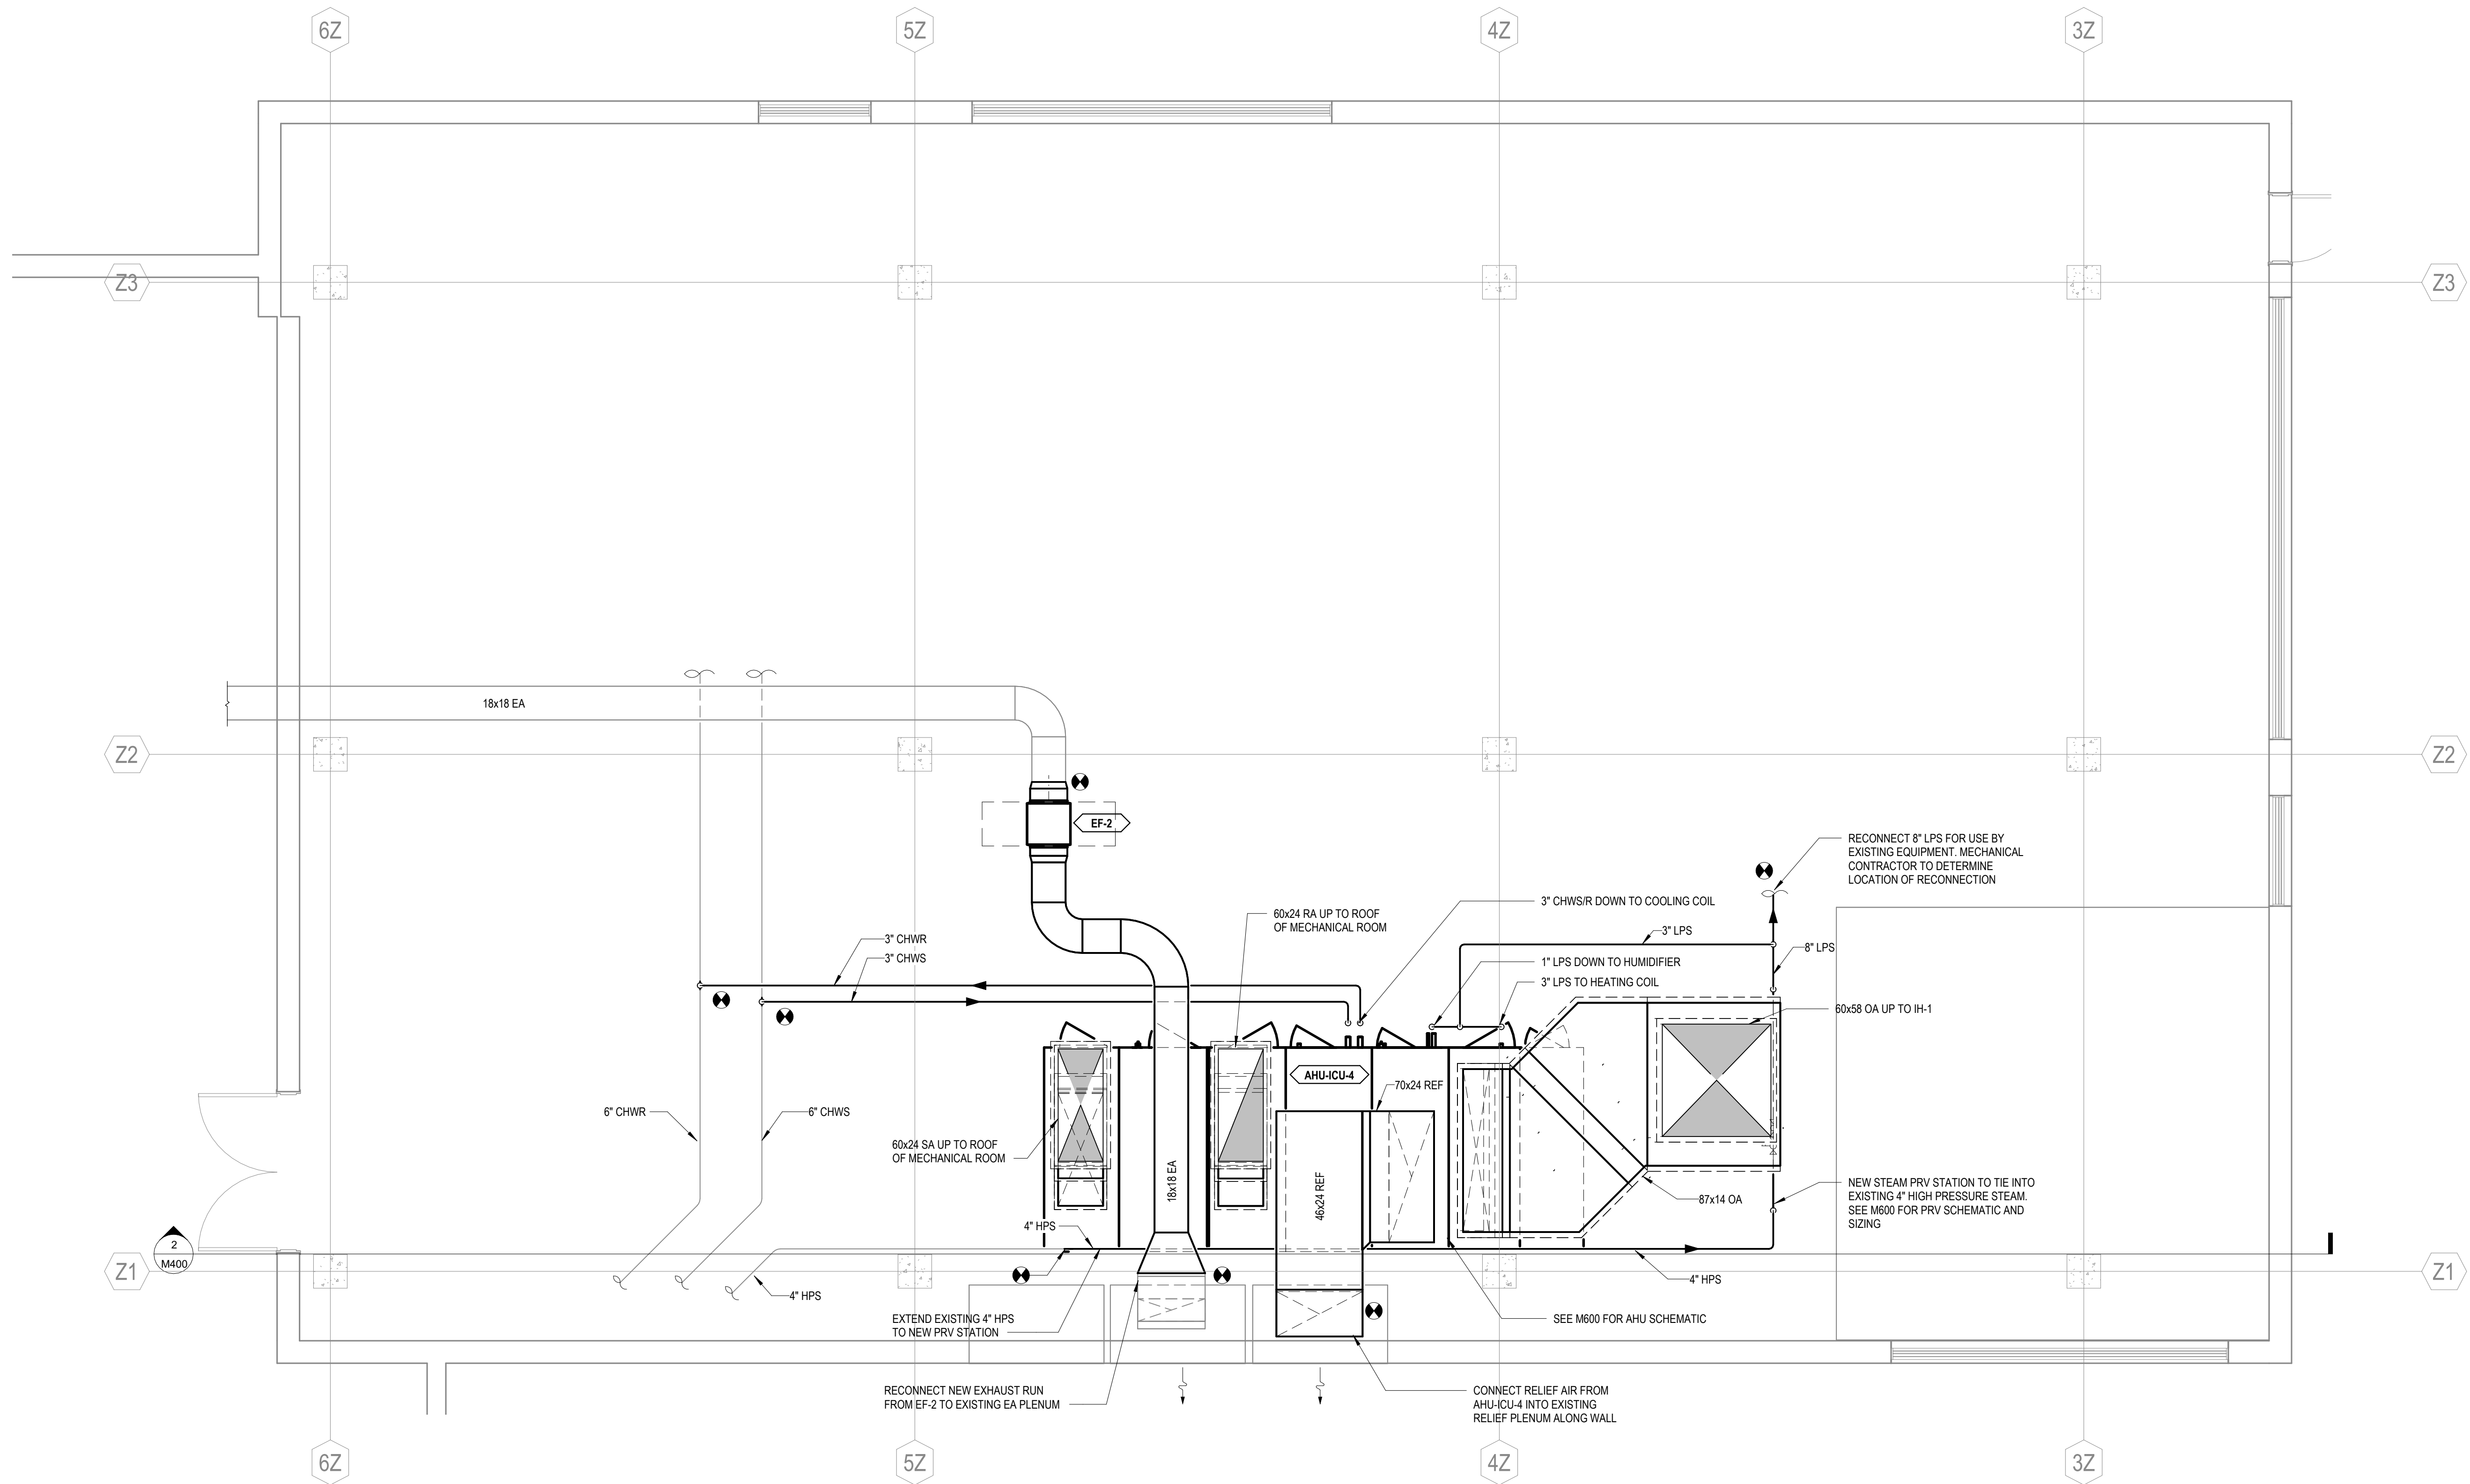 6Z
5Z
4Z
3Z
Z3
Z3
18x18 EA
Z2
Z2
EF-2
RECONNECT 8" LPS FOR USE BY
EXISTING EQUIPMENT. MECHANICAL
CONTRACTOR TO DETERMINE
LOCATION OF RECONNECTION
3" CHWS/R DOWN TO COOLING COIL
60x24 RA UP TO ROOF
OF MECHANICAL ROOM
3" LPS
3" CHWR
8" LPS
3" CHWS
1" LPS DOWN TO HUMIDIFIER
3" LPS TO HEATING COIL
60x58 OA UP TO IH-1
AHU-ICU-4
70x24 REF
6" CHWR
6" CHWS
60x24 SA UP TO ROOF
OF MECHANICAL ROOM
18x18 EA
46x24 REF
87x14 OA
NEW STEAM PRV STATION TO TIE INTO
EXISTING 4" HIGH PRESSURE STEAM.
SEE M600 FOR PRV SCHEMATIC AND
SIZING
4" HPS
2
M400
Z1
Z1
4" HPS
4" HPS
EXTEND EXISTING 4" HPS
TO NEW PRV STATION
SEE M600 FOR AHU SCHEMATIC
RECONNECT NEW EXHAUST RUN
FROM EF-2 TO EXISTING EA PLENUM
CONNECT RELIEF AIR FROM
AHU-ICU-4 INTO EXISTING
RELIEF PLENUM ALONG WALL
6Z
5Z
4Z
3Z